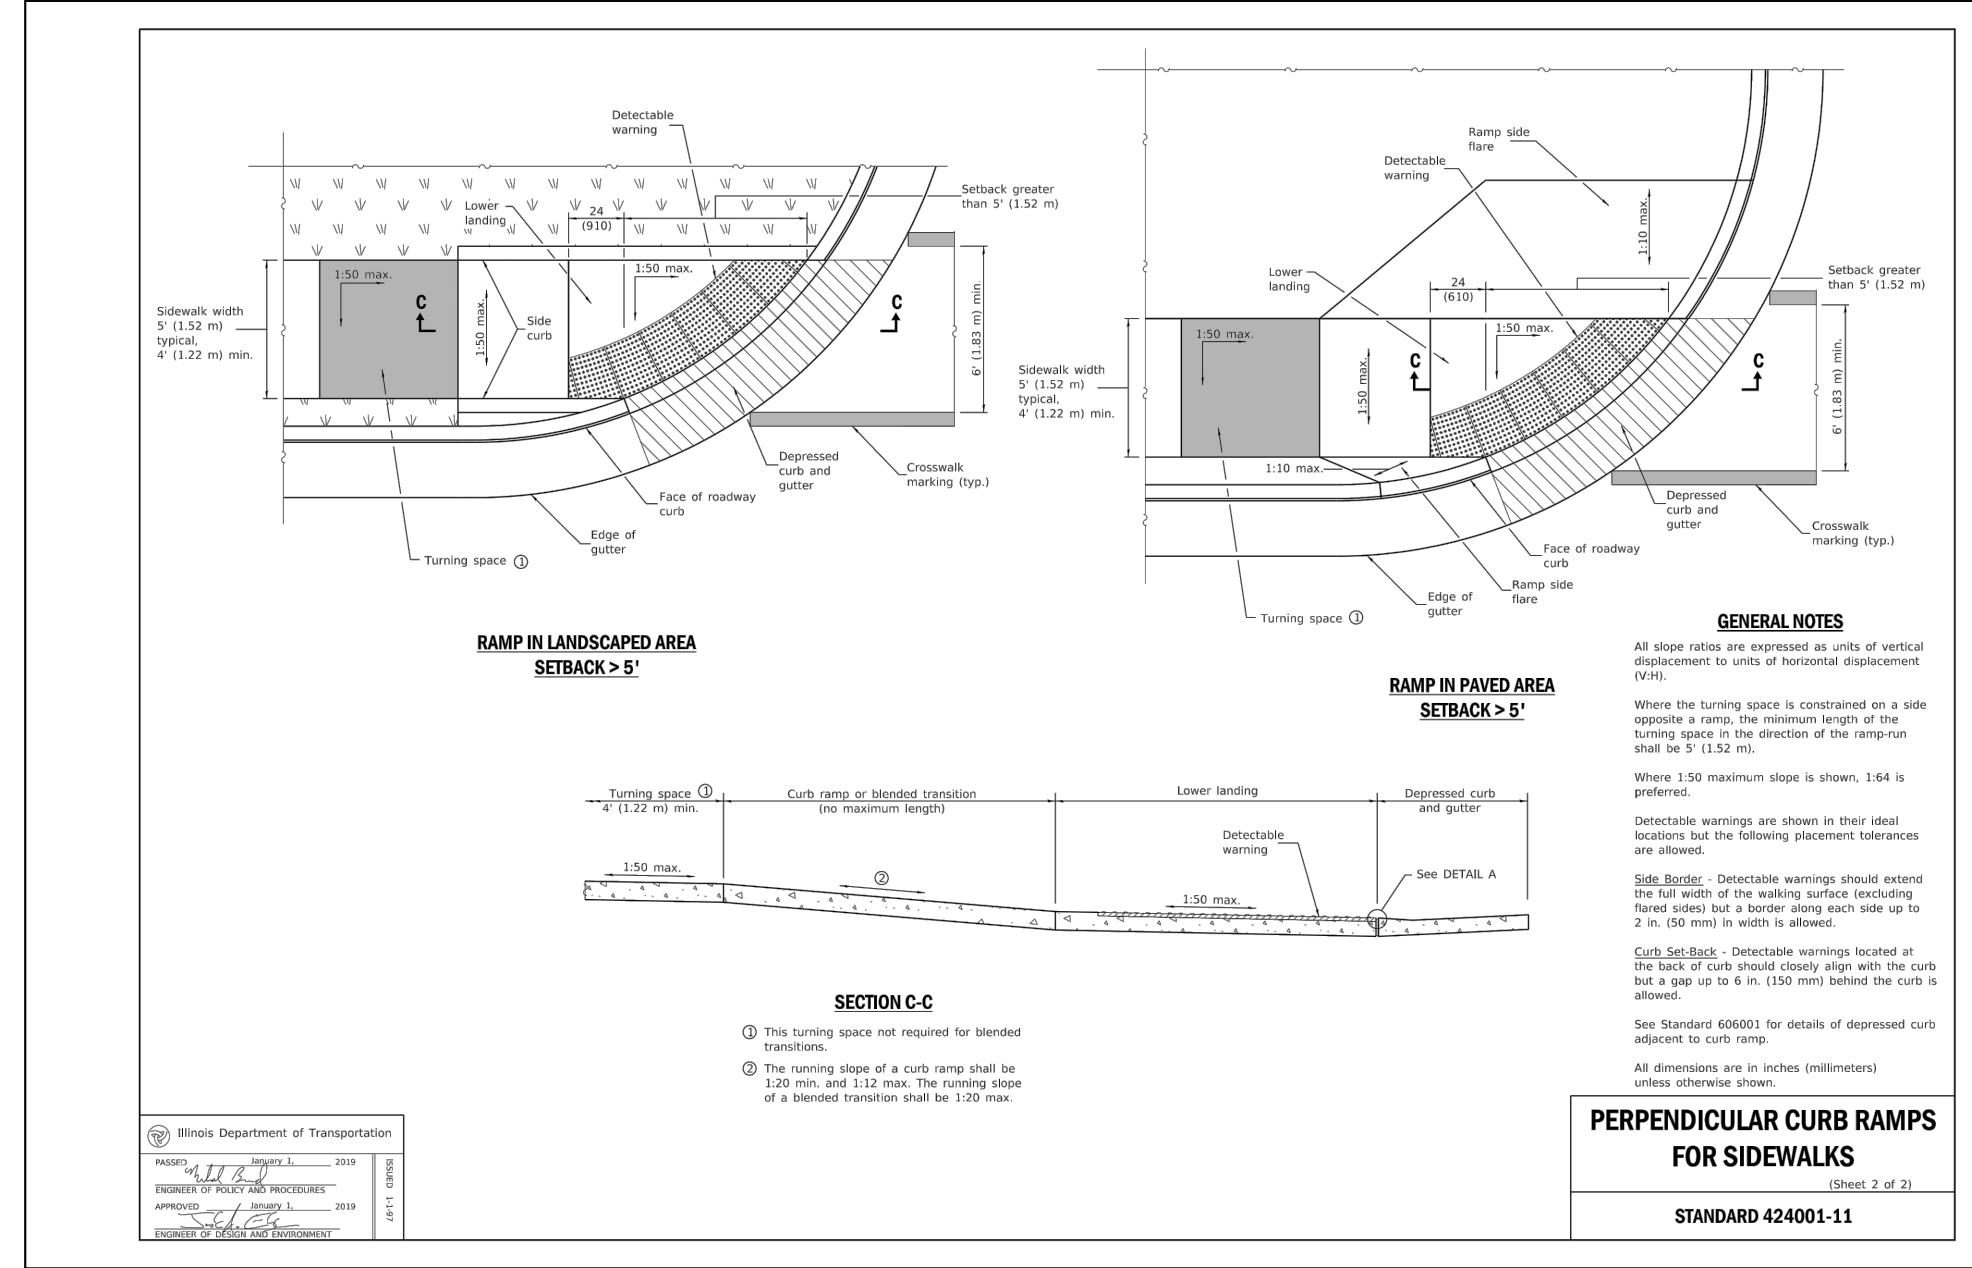 Detectable
warning
Lower
landing
24
(910)
Setback greater
than 5' (1.52 m)
1:50 max.
1:50 max.
C
C
Sidewalk width
5' (1.52 m)
typical,
4' (1.22 m) min.
1:50 max.
Side
curb
6' (1.83 m) min.
Depressed
curb and
gutter
Crosswalk
marking (typ.)
Face of roadway
curb
Edge of
gutter
Turning space 1
RAMP IN LANDSCAPED AREA
SETBACK > 5'
Ramp side
flare
Detectable
warning
1:10 max.
Lower
landing
24
(610)
Setback greater
than 5' (1.52 m)
1:50 max.
1:50 max.
C
C
Sidewalk width
5' (1.52 m)
typical,
4' (1.22 m) min.
1:50 max.
6' (1.83 m) min.
1:10 max.
Depressed
curb and
gutter
Crosswalk
marking (typ.)
Face of roadway
curb
Ramp side
flare
Edge of
gutter
Turning space 1
RAMP IN PAVED AREA
SETBACK > 5'
Turning space 1
4' (1.22 m) min.
Curb ramp or blended transition
(no maximum length)
Lower landing
Depressed curb
and gutter
Detectable
warning
1:50 max.
2
See DETAIL A
1:50 max.
SECTION C-C
1 This turning space not required for blended
transitions.
2 The running slope of a curb ramp shall be
1:20 min. and 1:12 max. The running slope
of a blended transition shall be 1:20 max.
GENERAL NOTES
All slope ratios are expressed as units of vertical
displacement to units of horizontal displacement
(V:H).
Where the turning space is constrained on a side
opposite a ramp, the minimum length of the
turning space in the direction of the ramp-run
shall be 5' (1.52 m).
Where 1:50 maximum slope is shown, 1:64 is
preferred.
Detectable warnings are shown in their ideal
locations but the following placement tolerances
are allowed.
Side Border - Detectable warnings should extend
the full width of the walking surface (excluding
flared sides) but a border along each side up to
2 in. (50 mm) in width is allowed.
Curb Set-Back - Detectable warnings located at
the back of curb should closely align with the curb
but a gap up to 6 in. (150 mm) behind the curb is
allowed.
See Standard 606001 for details of depressed curb
adjacent to curb ramp.
All dimensions are in inches (millimeters)
unless otherwise shown.
Illinois Department of Transportation
PASSED January 1, 2019
ENGINEER OF POLICY AND PROCEDURES
APPROVED January 1, 2019
ENGINEER OF DESIGN AND ENVIRONMENT
ISSUED 1-1-97
PERPENDICULAR CURB RAMPS
FOR SIDEWALKS
(Sheet 2 of 2)
STANDARD 424001-11